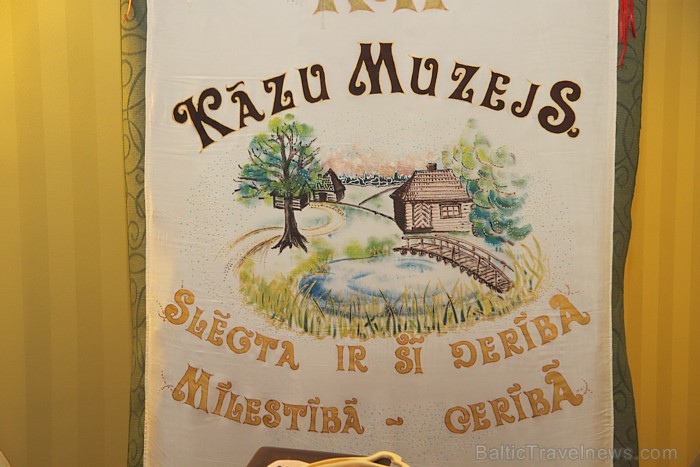 KĀZU MUZEJS.
SLĒGTA IR ŠĪ DERĪBA
MĪLESTĪBĀ ~ CERĪBĀ
BalticTravelnews.com